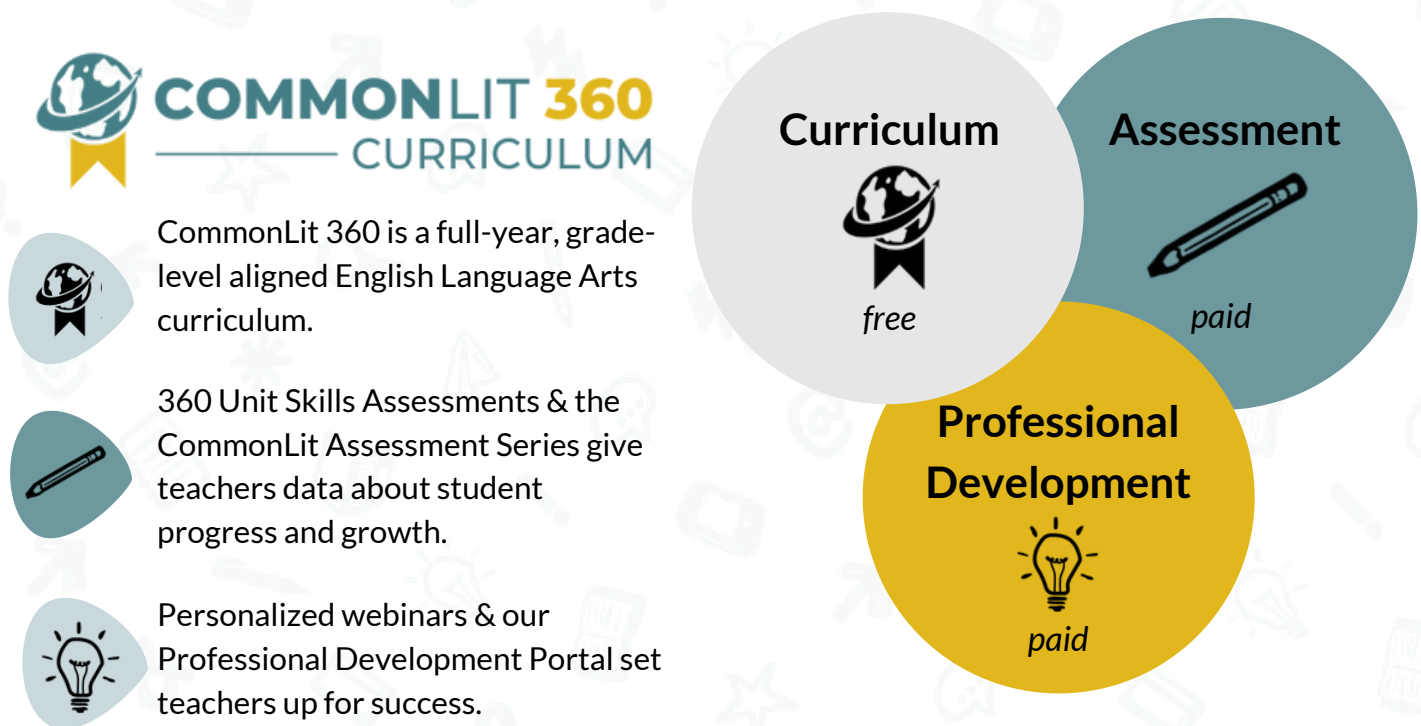 COMMONLIT 360
CURRICULUM
CommonLit 360 is a full-year, grade-
level aligned English Language Arts
curriculum.
360 Unit Skills Assessments & the
CommonLit Assessment Series give
teachers data about student
progress and growth.
Personalized webinars & our
Professional Development Portal set
teachers up for success.
Curriculum
free
Assessment
paid
Professional
Development
paid